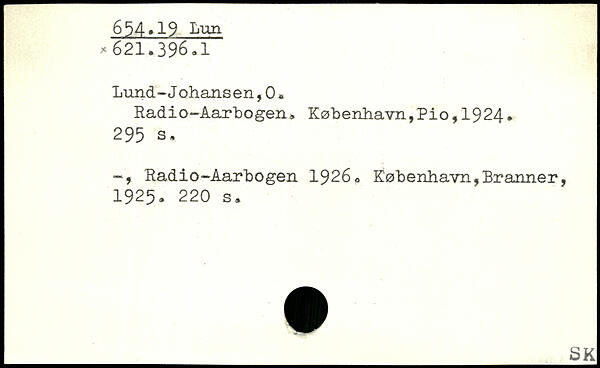 654.19 Lun
×621.396.1
Lund-Johansen,O.
Radio-Aarbogen. København,Pio,1924.
295 s.
-, Radio-Aarbogen 1926. København,Branner,
1925. 220 s.
SK